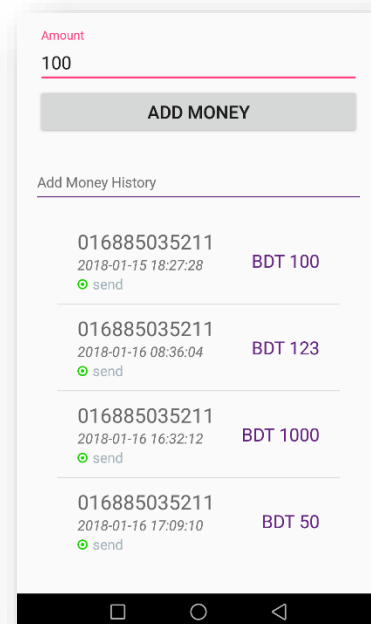 Amount
100
ADD MONEY
Add Money History
016885035211
2018-01-15 18:27:28
BDT 100
send
016885035211
2018-01-16 08:36:04
BDT 123
send
016885035211
2018-01-16 16:32:12
BDT 1000
send
016885035211
2018-01-16 17:09:10
BDT 50
send